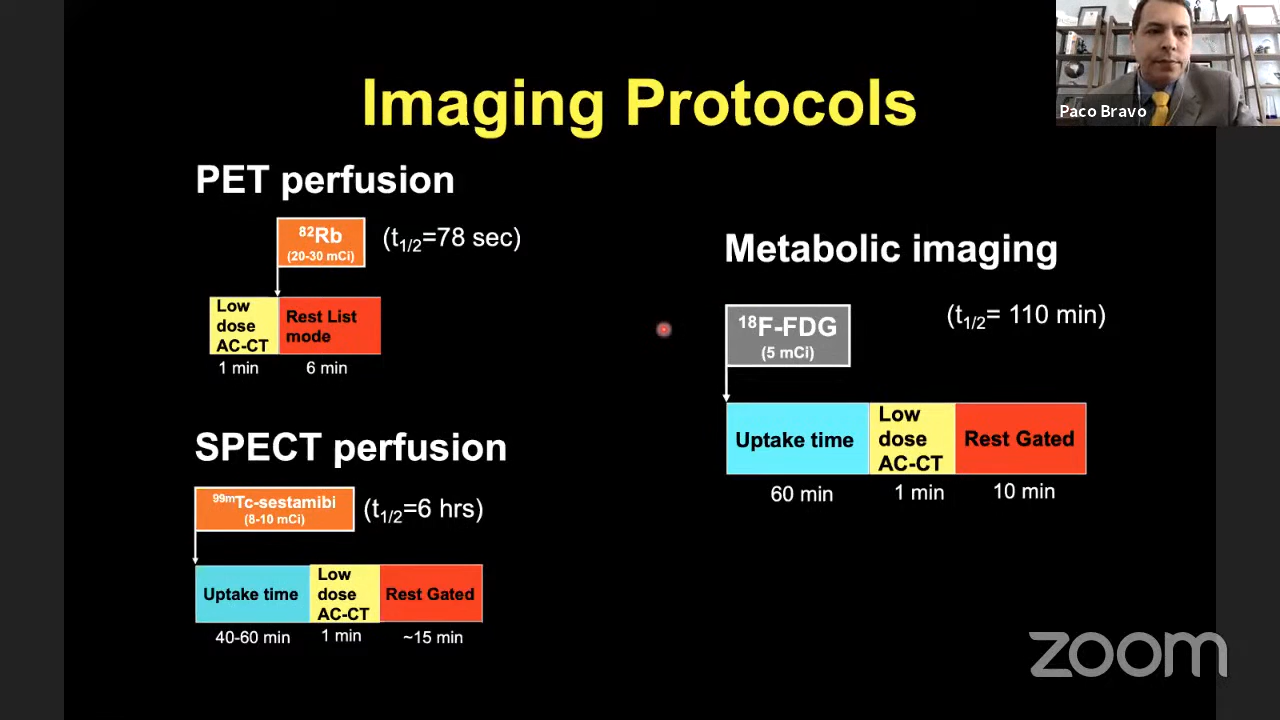 Imaging Protocols
Paco Bravo
PET perfusion
⁸²Rb
(20-30 mCi)
(t₁/₂=78 sec)
Low
dose
AC-CT
Rest List
mode
1 min
6 min
SPECT perfusion
⁹⁹ᵐTc-sestamibi
(8-10 mCi)
(t₁/₂=6 hrs)
Uptake time
Low
dose
AC-CT
Rest Gated
40-60 min
1 min
~15 min
Metabolic imaging
¹⁸F-FDG
(5 mCi)
(t₁/₂= 110 min)
Uptake time
Low
dose
AC-CT
Rest Gated
60 min
1 min
10 min
zoom